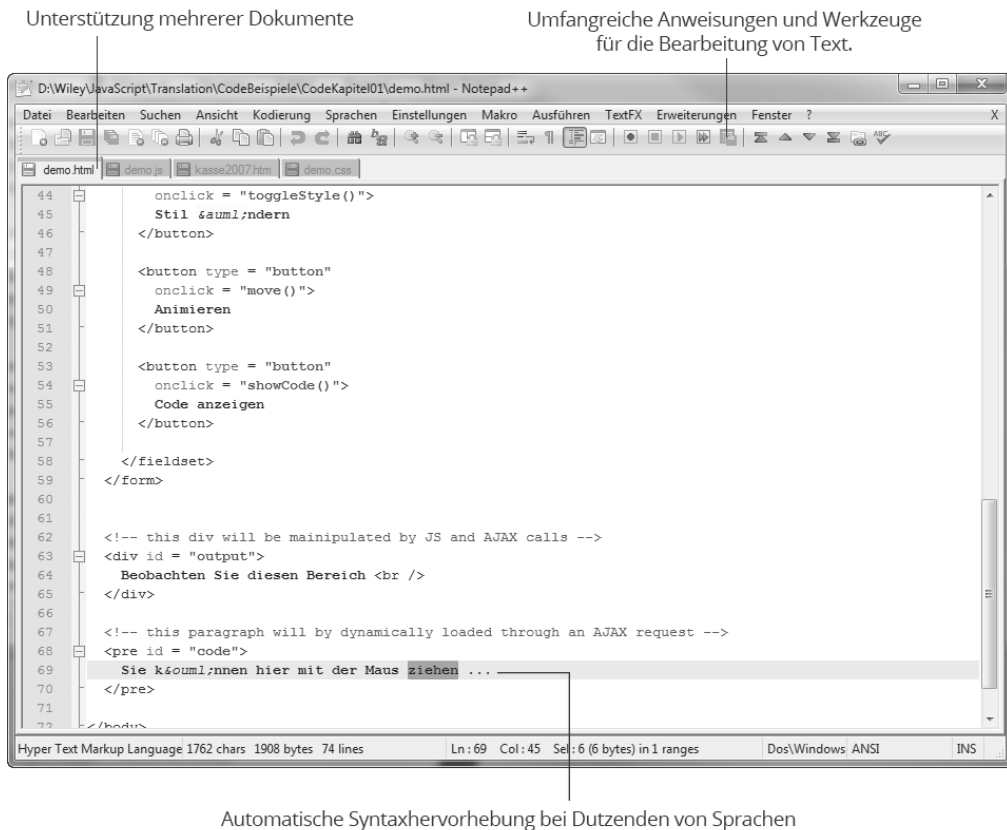 Unterstützung mehrerer Dokumente
Umfangreiche Anweisungen und Werkzeuge
für die Bearbeitung von Text.
D:\Wiley\JavaScript\Translation\CodeBeispiele\CodeKapitel01\demo.html - Notepad++
Datei Bearbeiten Suchen Ansicht Kodierung Sprachen Einstellungen Makro Ausführen TextFX Erweiterungen Fenster ? X
demo.html demo.js kasse2007.htm demo.css
44 onclick = "toggleStyle()">
45 Stil &auml;ndern
46 </button>
47
48 <button type = "button"
49 onclick = "move()">
50 Animieren
51 </button>
52
53 <button type = "button"
54 onclick = "showCode()">
55 Code anzeigen
56 </button>
57
58 </fieldset>
59 </form>
60
61
62 <!-- this div will be mainipulated by JS and AJAX calls -->
63 <div id = "output">
64 Beobachten Sie diesen Bereich <br />
65 </div>
66
67 <!-- this paragraph will by dynamically loaded through an AJAX request -->
68 <pre id = "code">
69 Sie k&ouml;nnen hier mit der Maus ziehen ...
70 </pre>
71
72 </body>
Hyper Text Markup Language 1762 chars 1908 bytes 74 lines Ln : 69 Col : 45 Sel : 6 (6 bytes) in 1 ranges Dos\Windows ANSI INS
Automatische Syntaxhervorhebung bei Dutzenden von Sprachen